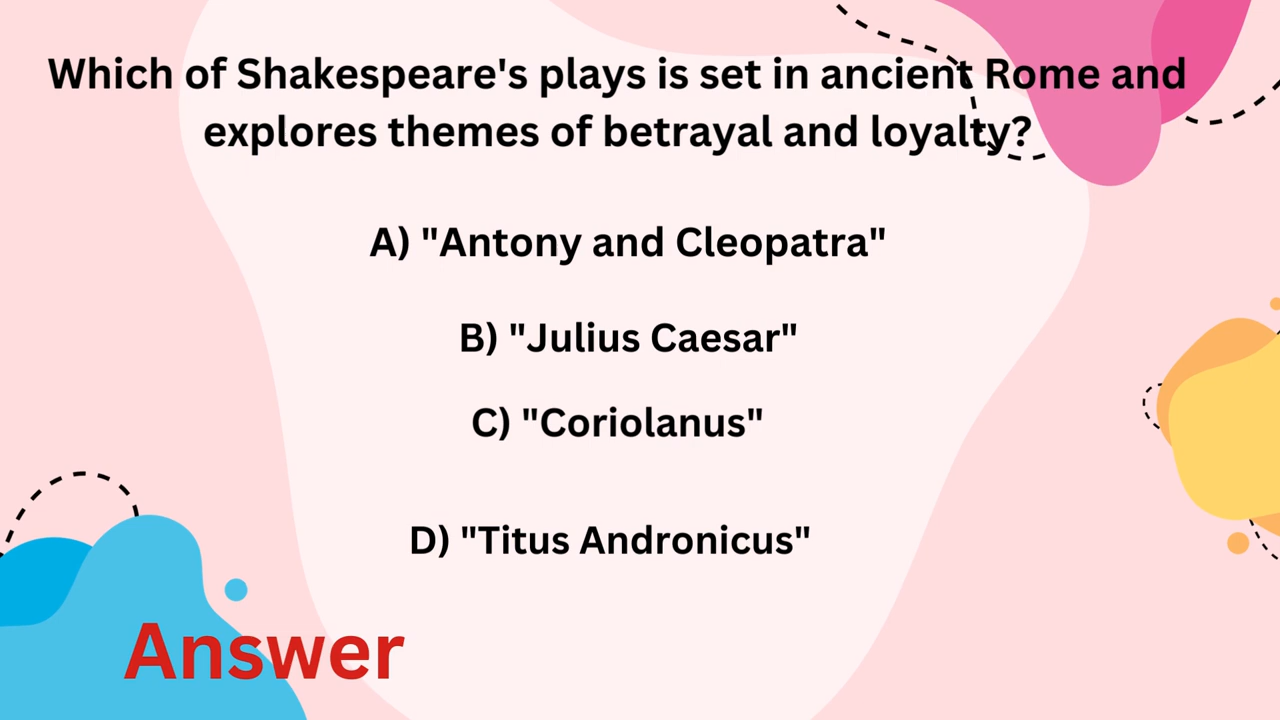 Which of Shakespeare's plays is set in ancient Rome and
explores themes of betrayal and loyalty?
A) "Antony and Cleopatra"
B) "Julius Caesar"
C) "Coriolanus"
D) "Titus Andronicus"
Answer